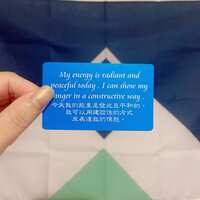 My energy is radiant and
peaceful today . I can show my
anger in a constructive way .
今天我的能量是發光且平和的。
我可以用建設性的方式
來表達我的憤怒。